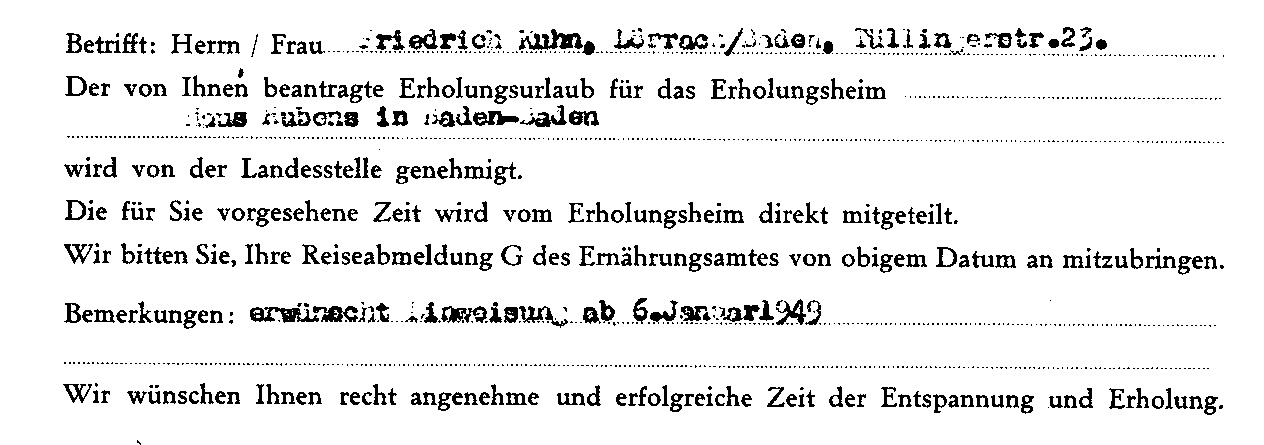 Betrifft: Herrn / Frau Friedrich Kuhn, Lörrach/Baden, Tüllingerstr.23.
Der von Ihnen beantragte Erholungsurlaub für das Erholungsheim
Haus Rubens in Baden-Baden
wird von der Landesstelle genehmigt.
Die für Sie vorgesehene Zeit wird vom Erholungsheim direkt mitgeteilt.
Wir bitten Sie, Ihre Reiseabmeldung G des Ernährungsamtes von obigem Datum an mitzubringen.
Bemerkungen: erwünscht Einweisung ab 6.Januar1949
Wir wünschen Ihnen recht angenehme und erfolgreiche Zeit der Entspannung und Erholung.